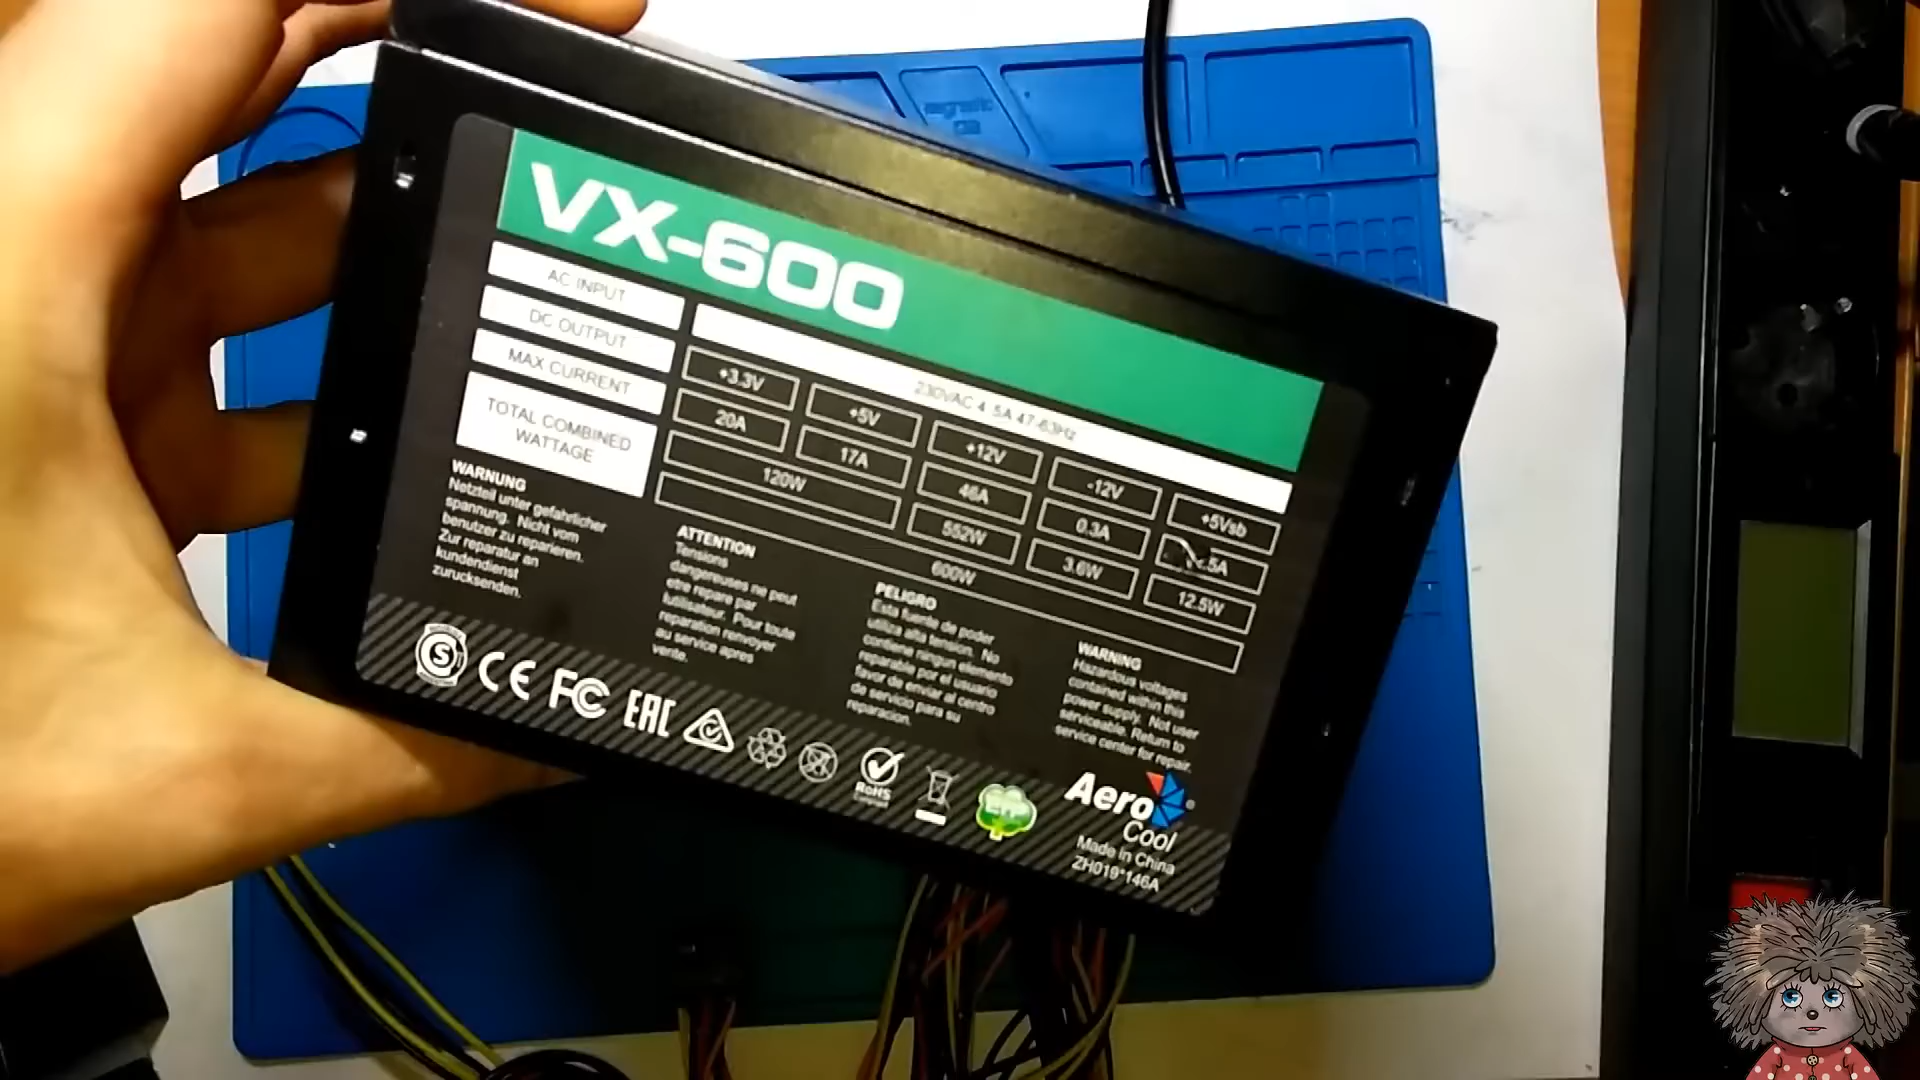 magnetic
VX-600
AC INPUT
230VAC 4.5A 47-63Hz
DC OUTPUT
+3.3V
+5V
+12V
-12V
+5Vsb
MAX CURRENT
20A
17A
46A
0.3A
.5A
TOTAL COMBINED
WATTAGE
120W
552W
3.6W
12.5W
600W
WARNUNG
Netzteil unter gefahrlicher
spannung. Nicht vom
benutzer zu reparieren.
Zur reparatur an
kundendienst
zurucksenden.
ATTENTION
Tensions
dangereuses ne peut
etre repare par
lutilisateur. Pour toute
reparation renvoyer
au service apres
vente.
PELIGRO
Esta fuente de poder
utiliza alta tension. No
contiene ningun elemento
reparable por el usuario
favor de enviar al centro
de servicio para su
reparacion.
WARNING
Hazardous voltages
contained within this
power supply. Not user
serviceable. Return to
service center for repair.
S
CE
FC
EAC
RoHS
ErP
Aero
Cool
Made in China
ZH019*146A